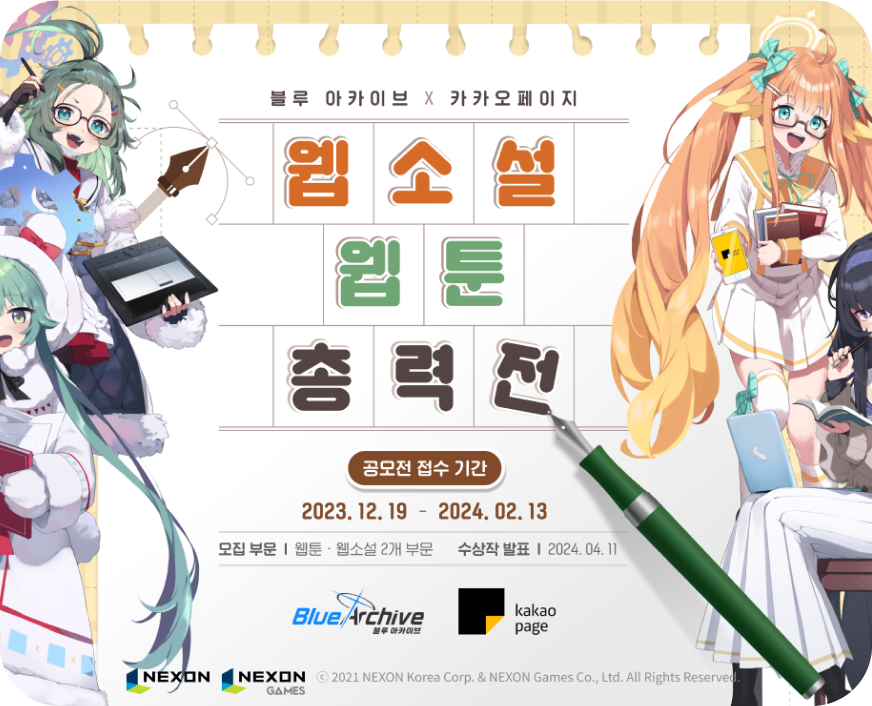 블루 아카이브 X 카카오페이지
웹소설
웹툰
총력전
공모전 접수 기간
2023. 12. 19 - 2024. 02. 13
모집 부문 | 웹툰 · 웹소설 2개 부문 수상작 발표 | 2024. 04. 11
Blue Archive
블루 아카이브
kakao
page
NEXON NEXON
GAMES
ⓒ 2021 NEXON Korea Corp. & NEXON Games Co., Ltd. All Rights Reserved.